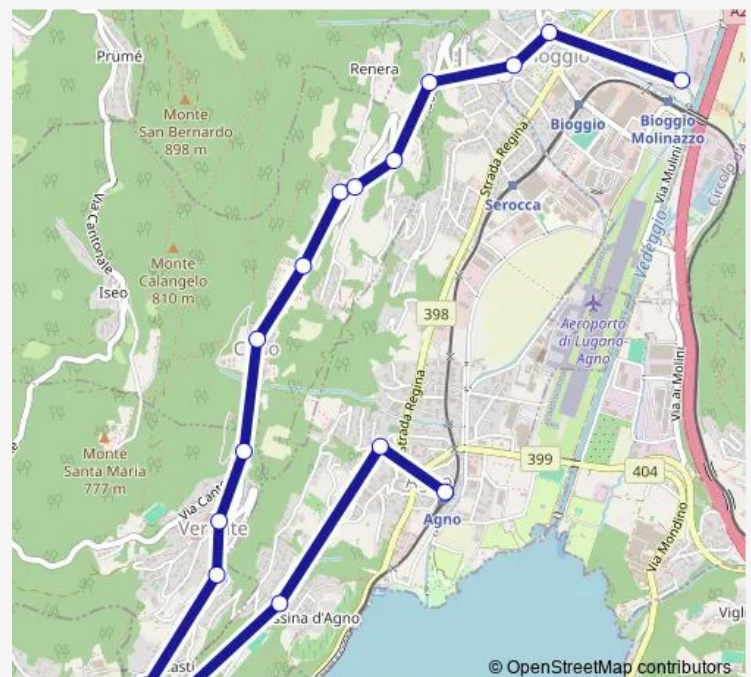 Prümé
Renera
Monte
San Bernardo
898 m
Strada Regina
Bioggio
Bioggio
Molinazzo
Via Mulini
Via Cantonale
Serocca
Vedeggio
Monte
Calangelo
810 m
Iseo
398
Aeroporto
di Lugano-
Agno
Strada Regina
Via ai Molini
Monte
Santa Maria
777 m
399
404
Agno
Via Mondino
© OpenStreetMap contributors